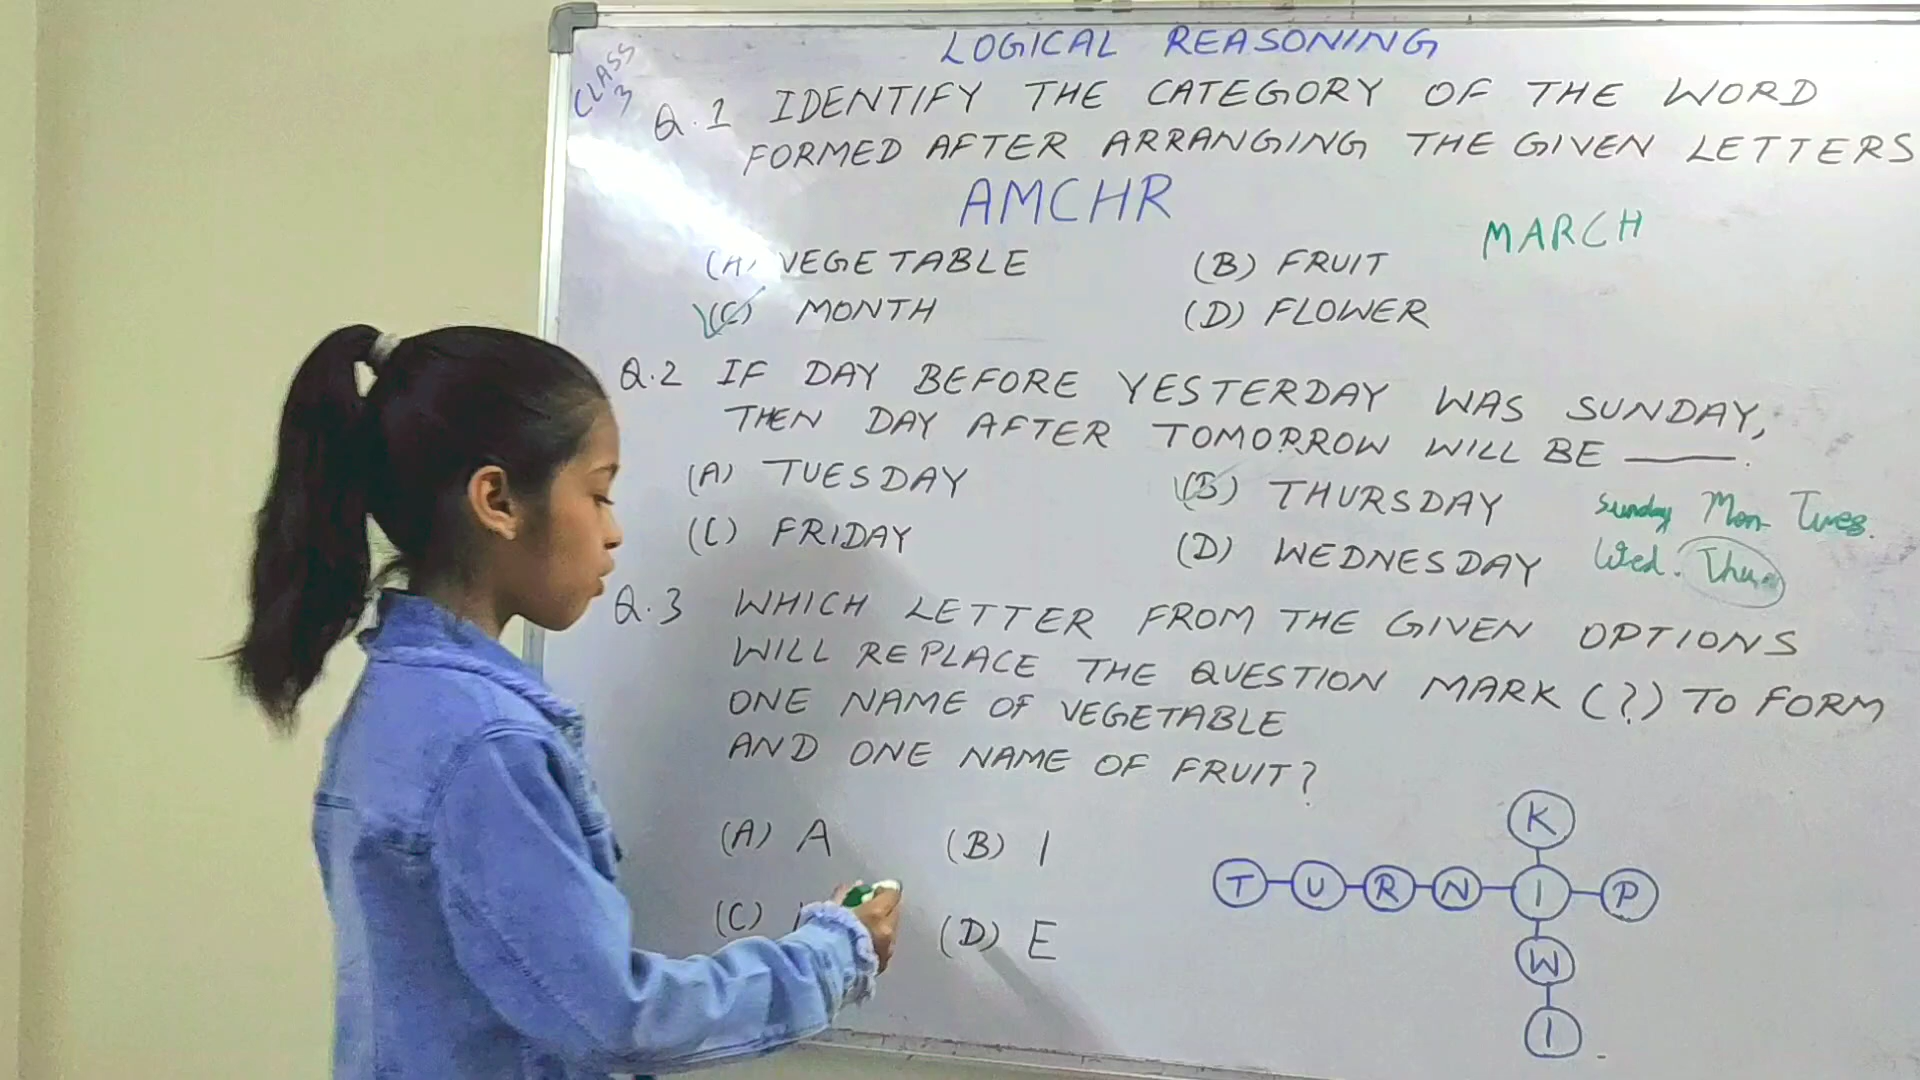 CLASS 3
LOGICAL REASONING
Q.1 IDENTIFY THE CATEGORY OF THE WORD
FORMED AFTER ARRANGING THE GIVEN LETTERS
AMCHR
MARCH
(A) VEGETABLE (B) FRUIT
(C) MONTH (D) FLOWER
Q.2 IF DAY BEFORE YESTERDAY WAS SUNDAY,
THEN DAY AFTER TOMORROW WILL BE ____.
(A) TUESDAY (B) THURSDAY
(C) FRIDAY (D) WEDNESDAY
Sunday Mon Tues.
Wed. Thu
Q.3 WHICH LETTER FROM THE GIVEN OPTIONS
WILL REPLACE THE QUESTION MARK (?) TO FORM
ONE NAME OF VEGETABLE
AND ONE NAME OF FRUIT?
(A) A (B) I
(C) (D) E
K
T U R N I P
W
I